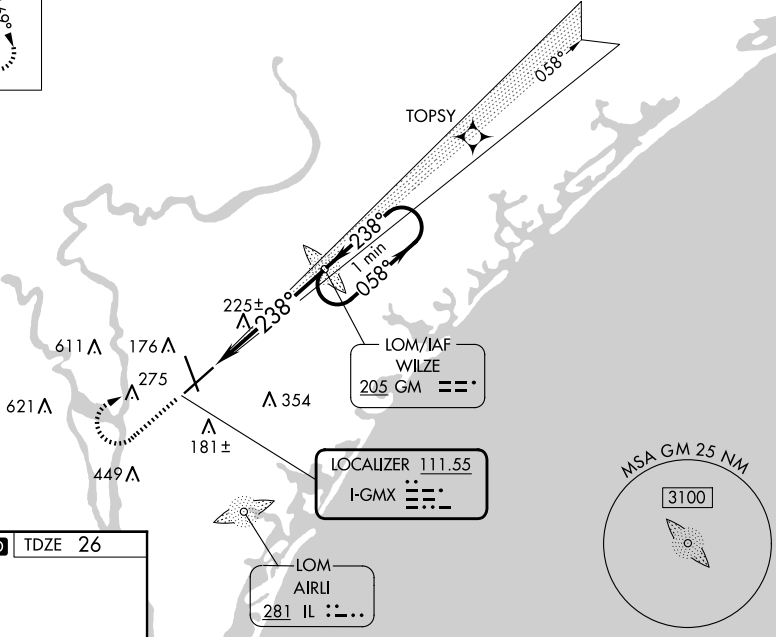 058°
TOPSY
238°
1 min
058°
225±
238°
LOM/IAF
WILZE
205 GM
611
176
275
354
621
181±
449
LOCALIZER 111.55
I-GMX
MSA GM 25 NM
3100
TDZE 26
LOM
AIRLI
281 IL